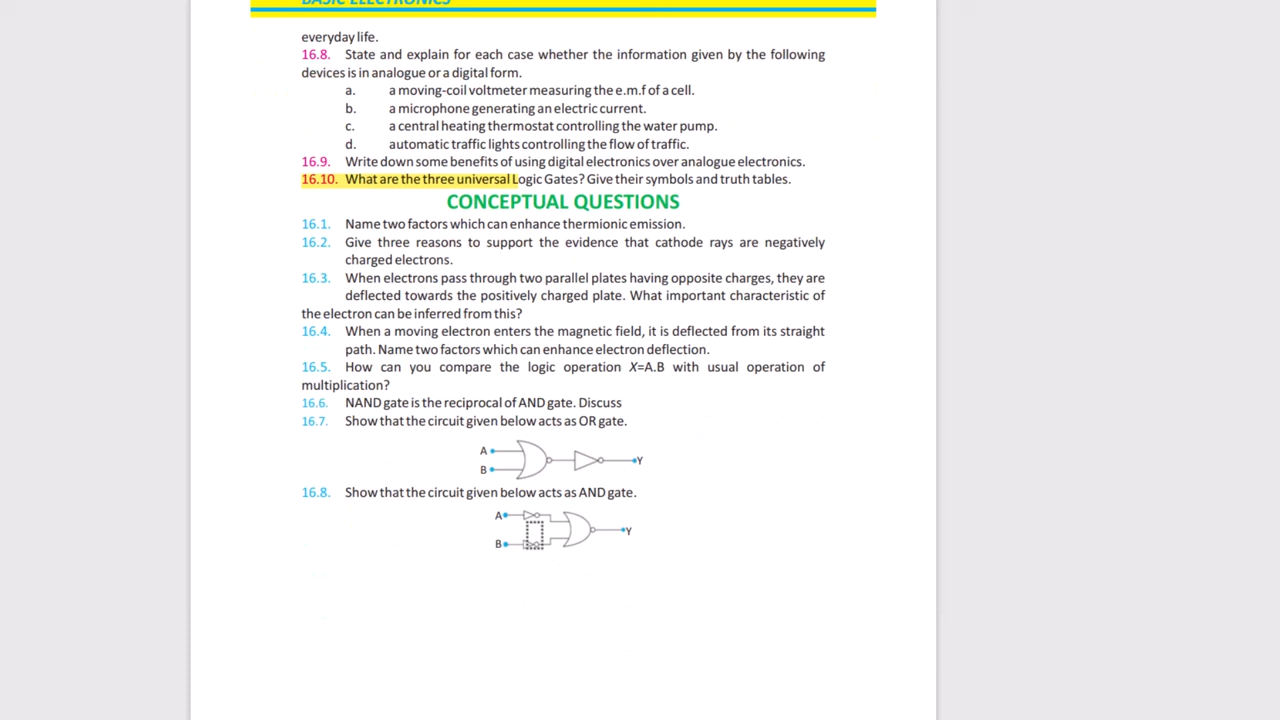 BASIC ELECTRONICS
everyday life.
16.8. State and explain for each case whether the information given by the following
devices is in analogue or a digital form.
a. a moving-coil voltmeter measuring the e.m.f of a cell.
b. a microphone generating an electric current.
c. a central heating thermostat controlling the water pump.
d. automatic traffic lights controlling the flow of traffic.
16.9. Write down some benefits of using digital electronics over analogue electronics.
16.10. What are the three universal Logic Gates? Give their symbols and truth tables.
CONCEPTUAL QUESTIONS
16.1. Name two factors which can enhance thermionic emission.
16.2. Give three reasons to support the evidence that cathode rays are negatively
charged electrons.
16.3. When electrons pass through two parallel plates having opposite charges, they are
deflected towards the positively charged plate. What important characteristic of
the electron can be inferred from this?
16.4. When a moving electron enters the magnetic field, it is deflected from its straight
path. Name two factors which can enhance electron deflection.
16.5. How can you compare the logic operation X=A.B with usual operation of
multiplication?
16.6. NAND gate is the reciprocal of AND gate. Discuss
16.7. Show that the circuit given below acts as OR gate.
A
Y
B
16.8. Show that the circuit given below acts as AND gate.
A
Y
B